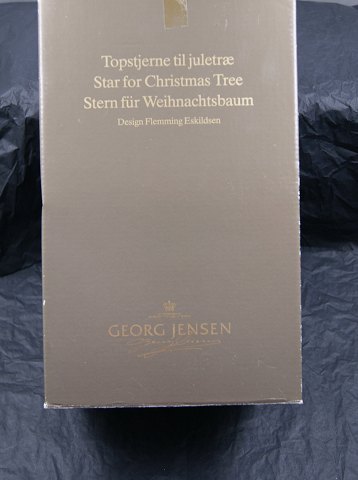 Topstjerne til juletræ
Star for Christmas Tree
Stern für Weihnachtsbaum
Design Flemming Eskildsen
GEORG JENSEN